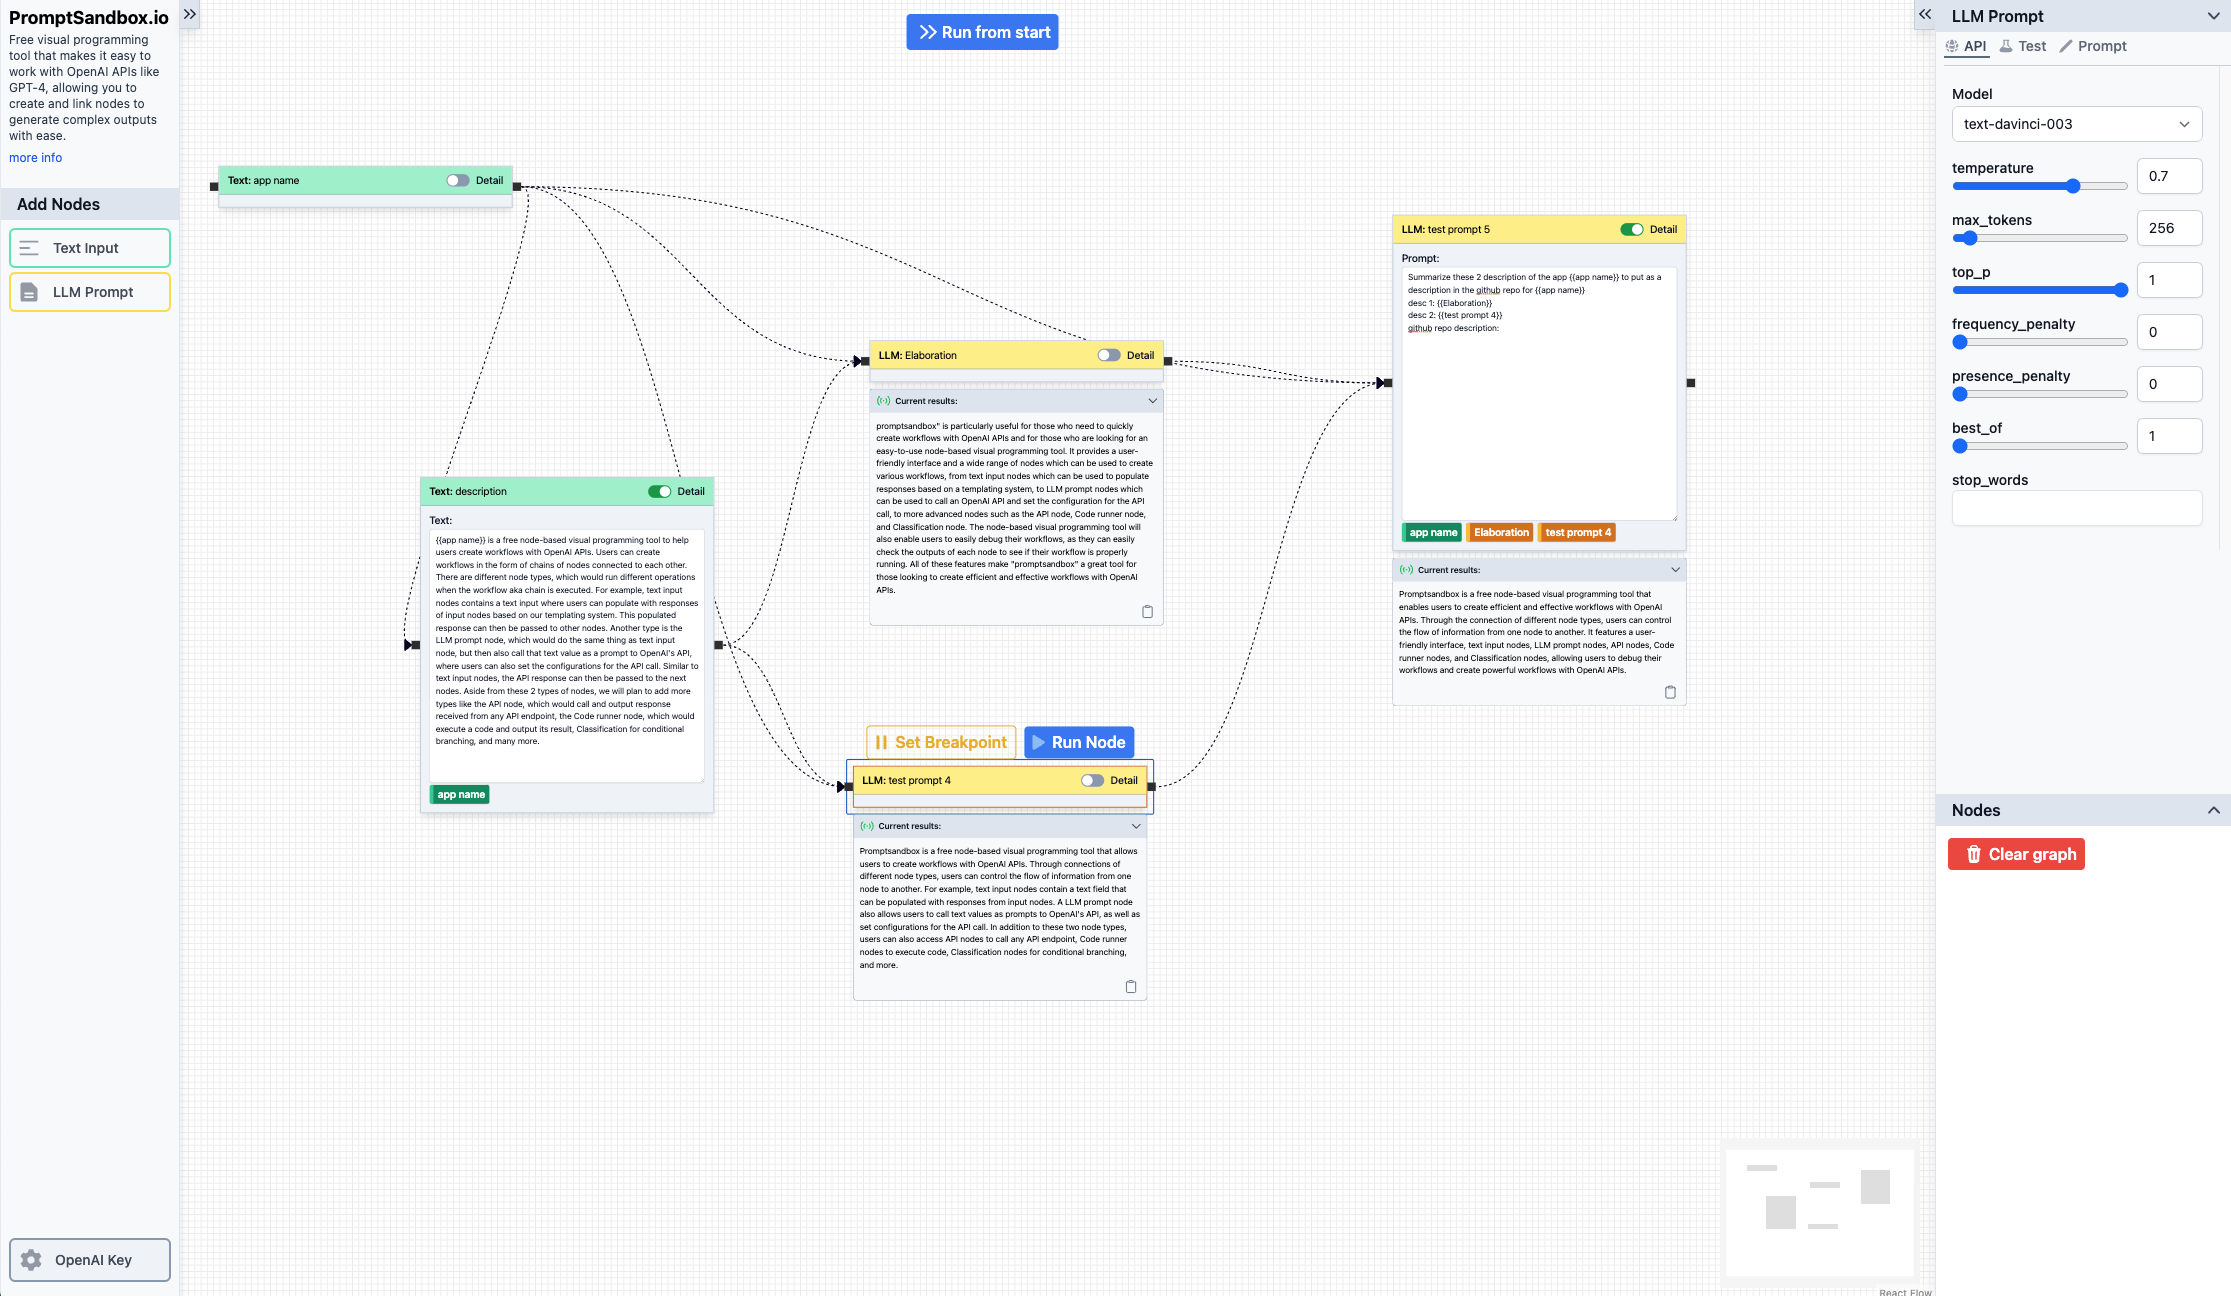 PromptSandbox.io
Free visual programming
tool that makes it easy to
work with OpenAI APIs like
GPT-4, allowing you to
create and link nodes to
generate complex outputs
with ease.
more info
Add Nodes
Text Input
LLM Prompt
OpenAI Key
Run from start
Text: app name
Detail
Text: description
Detail
Text:
{{app name}} is a free node-based visual programming tool to help
users create workflows with OpenAI APIs. Users can create
workflows in the form of chains of nodes connected to each other.
There are different node types, which would run different operations
when the workflow aka chain is executed. For example, text input
nodes contains a text input where users can populate with responses
of input nodes based on our templating system. This populated
response can then be passed to other nodes. Another type is the
LLM prompt node, which would do the same thing as text input
node, but then also call that text value as a prompt to OpenAI's API,
where users can also set the configurations for the API call. Similar to
text input nodes, the API response can then be passed to the next
nodes. Aside from these 2 types of nodes, we will plan to add more
types like the API node, which would call and output response
received from any API endpoint, the Code runner node, which would
execute a code and output its result, Classification for conditional
branching, and many more.
app name
LLM: Elaboration
Detail
Current results:
promptsandbox" is particularly useful for those who need to quickly
create workflows with OpenAI APIs and for those who are looking for an
easy-to-use node-based visual programming tool. It provides a user-
friendly interface and a wide range of nodes which can be used to create
various workflows, from text input nodes which can be used to populate
responses based on a templating system, to LLM prompt nodes which
can be used to call an OpenAI API and set the configuration for the API
call, to more advanced nodes such as the API node, Code runner node,
and Classification node. The node-based visual programming tool will
also enable users to easily debug their workflows, as they can easily
check the outputs of each node to see if their workflow is properly
running. All of these features make "promptsandbox" a great tool for
those looking to create efficient and effective workflows with OpenAI
APIs.
Set Breakpoint
Run Node
LLM: test prompt 4
Detail
Current results:
Promptsandbox is a free node-based visual programming tool that allows
users to create workflows with OpenAI APIs. Through connections of
different node types, users can control the flow of information from one
node to another. For example, text input nodes contain a text field that
can be populated with responses from input nodes. A LLM prompt node
also allows users to call text values as prompts to OpenAI's API, as well as
set configurations for the API call. In addition to these two node types,
users can also access API nodes to call any API endpoint, Code runner
nodes to execute code, Classification nodes for conditional branching,
and more.
LLM: test prompt 5
Detail
Prompt:
Summarize these 2 description of the app {{app name}} to put as a
description in the github repo for {{app name}}
desc 1: {{Elaboration}}
desc 2: {{test prompt 4}}
github repo description:
app name
Elaboration
test prompt 4
Current results:
Promptsandbox is a free node-based visual programming tool that
enables users to create efficient and effective workflows with OpenAI
APIs. Through the connection of different node types, users can control
the flow of information from one node to another. It features a user-
friendly interface, text input nodes, LLM prompt nodes, API nodes, Code
runner nodes, and Classification nodes, allowing users to debug their
workflows and create powerful workflows with OpenAI APIs.
React Flow
LLM Prompt
API
Test
Prompt
Model
text-davinci-003
temperature
0.7
max_tokens
256
top_p
1
frequency_penalty
0
presence_penalty
0
best_of
1
stop_words
Nodes
Clear graph